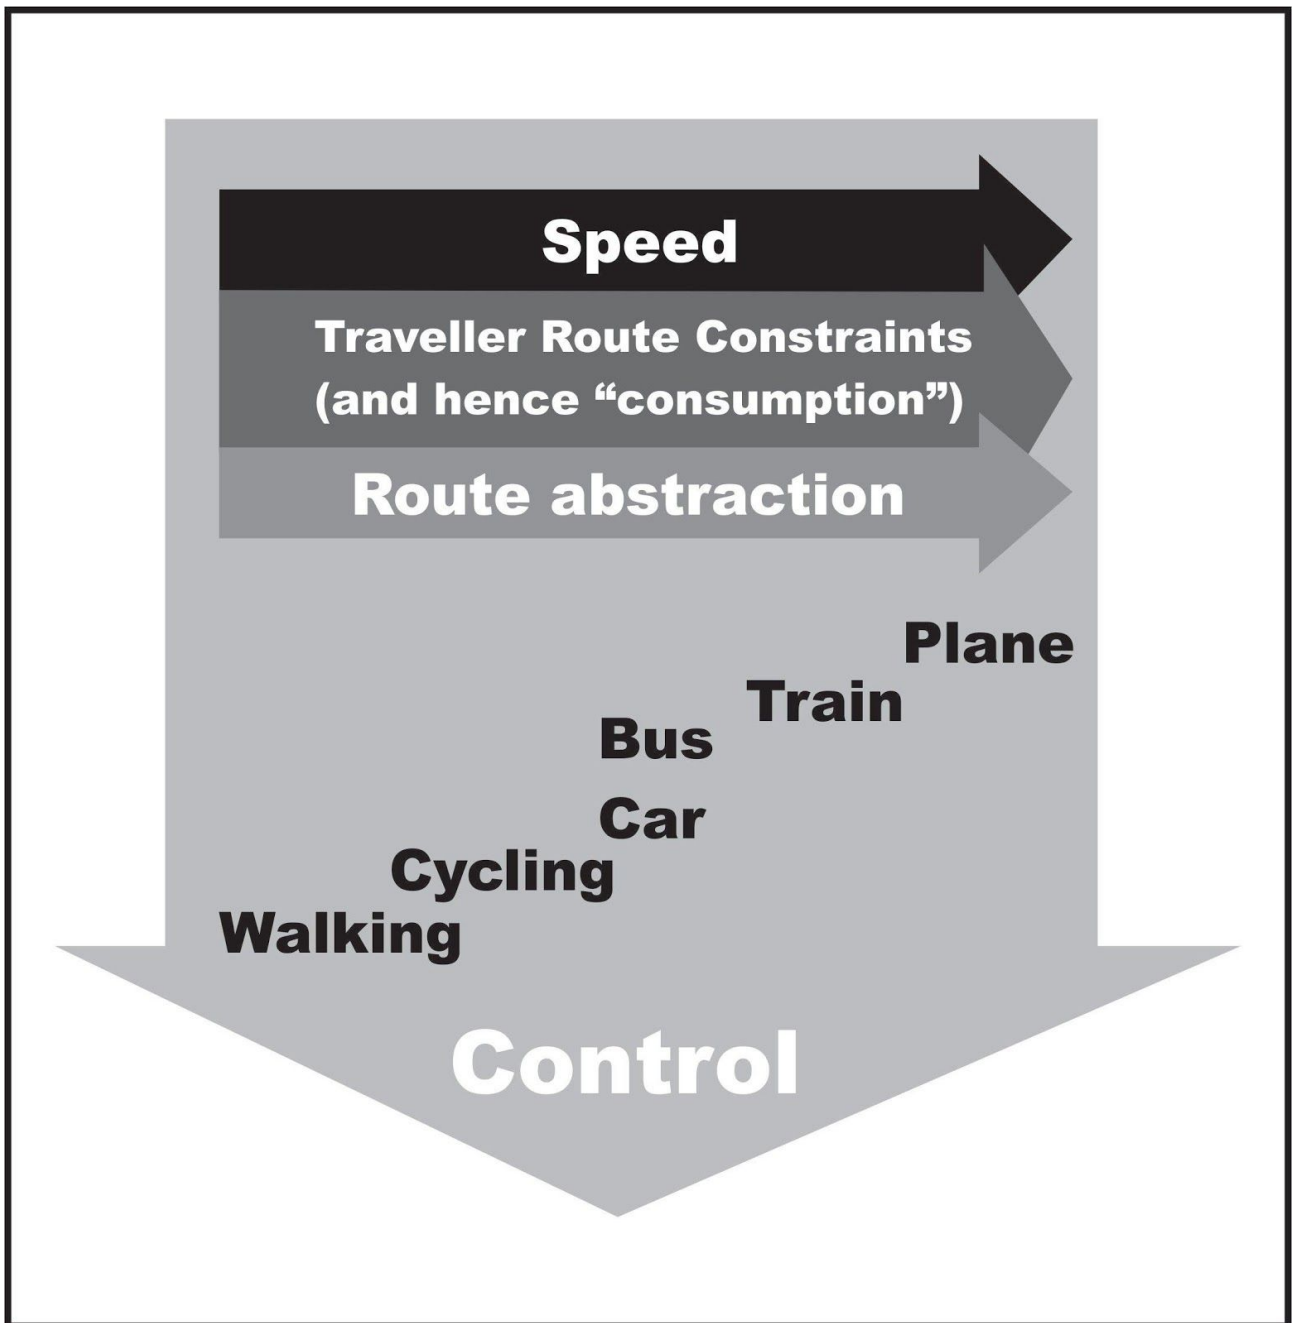 Speed
Traveller Route Constraints
(and hence “consumption”)
Route abstraction
Plane
Train
Bus
Car
Cycling
Walking
Control